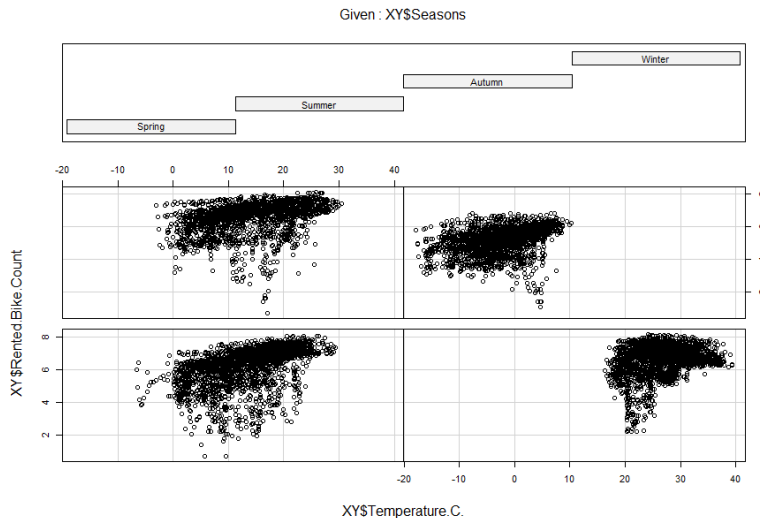 Given : XY$Seasons
Winter
Autumn
Summer
Spring
-20 0 10 20 30 40
XY$Rented.Bike.Count
8
6
4
2
-20 -10 0 10 20 30 40
XY$Temperature.C.